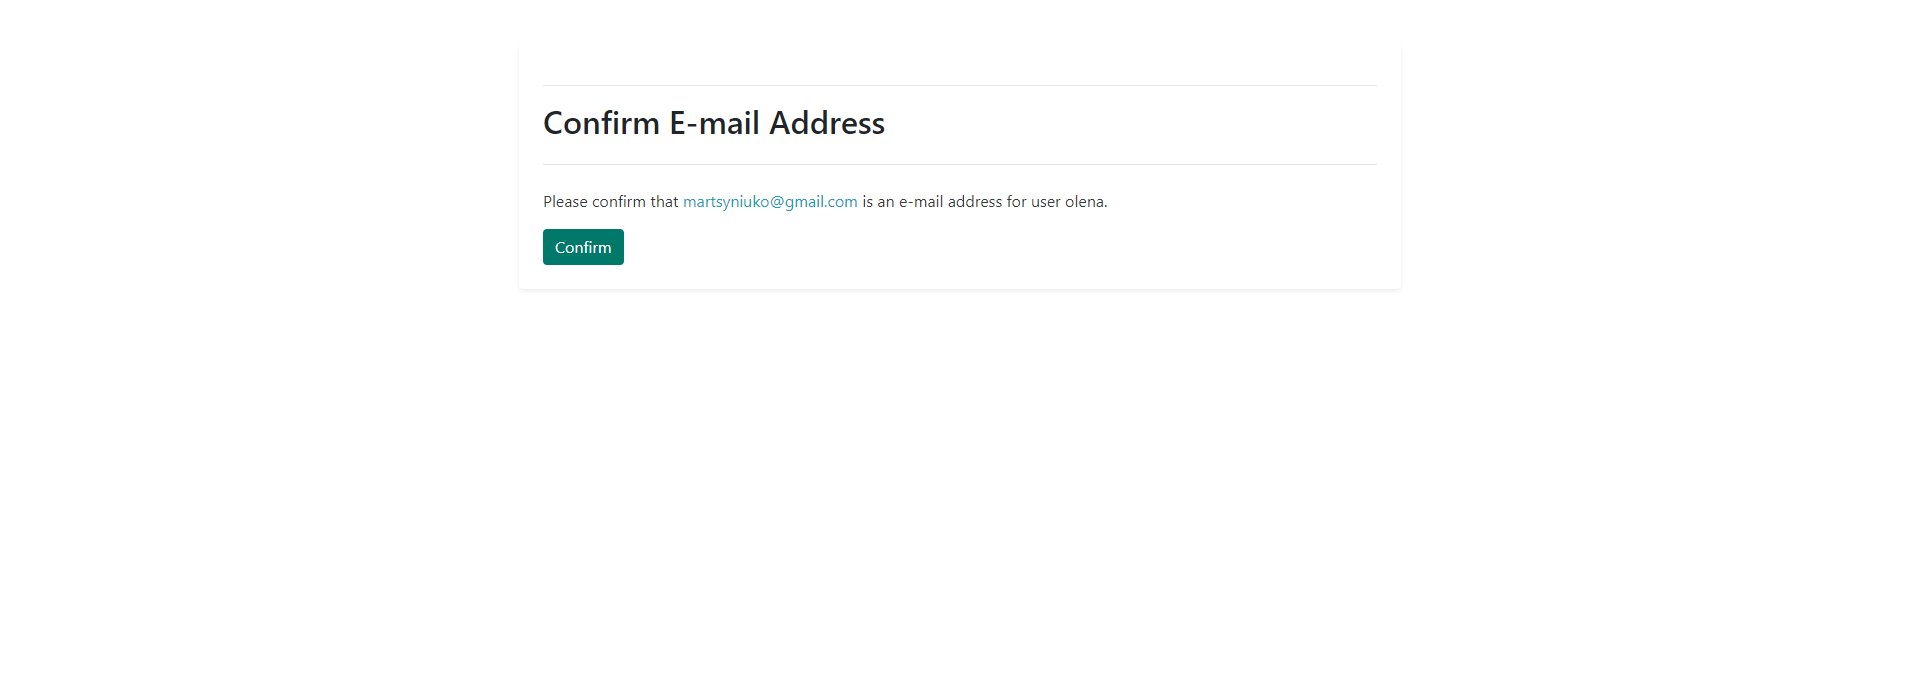 Confirm E-mail Address
Please confirm that martsyniuko@gmail.com is an e-mail address for user olena.
Confirm